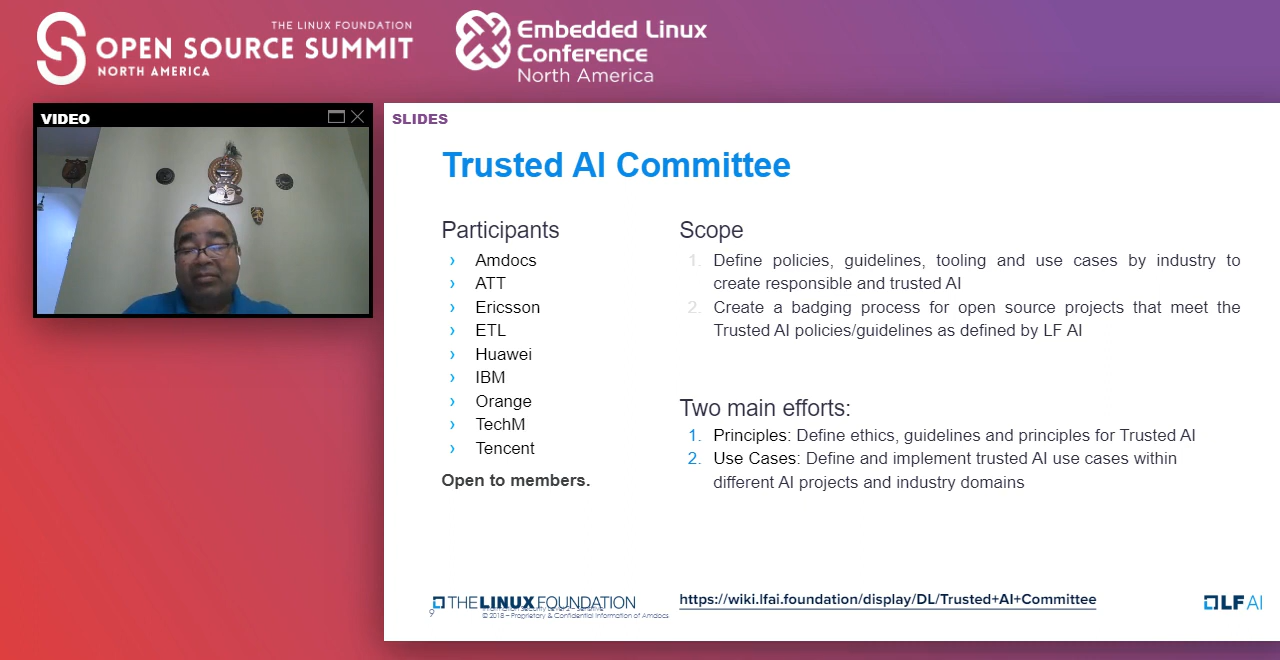 THE LINUX FOUNDATION
OPEN SOURCE SUMMIT
NORTH AMERICA
Embedded Linux
Conference
North America
VIDEO
SLIDES
Trusted AI Committee
Participants
› Amdocs
› ATT
› Ericsson
› ETL
› Huawei
› IBM
› Orange
› TechM
› Tencent
Open to members.
Scope
1. Define policies, guidelines, tooling and use cases by industry to
create responsible and trusted AI
2. Create a badging process for open source projects that meet the
Trusted AI policies/guidelines as defined by LF AI
Two main efforts:
1. Principles: Define ethics, guidelines and principles for Trusted AI
2. Use Cases: Define and implement trusted AI use cases within
different AI projects and industry domains
9
THE LINUX FOUNDATION
© 2018 – Proprietary & Confidential Information of Amdocs
https://wiki.lfai.foundation/display/DL/Trusted+AI+Committee
LF AI